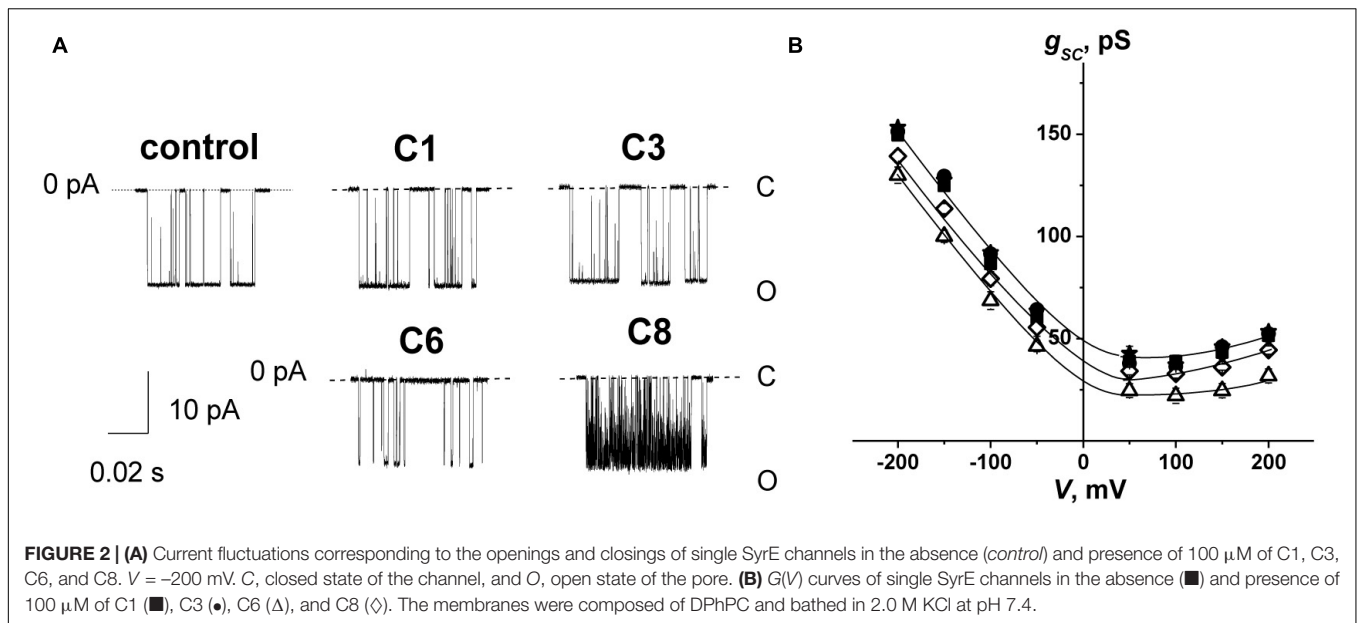 A
control
C1
C3
0 pA
C
O
C6
C8
0 pA
C
O
10 pA
0.02 s
B
g_SC, pS
150
100
50
-200
-100
0
100
200
V, mV
FIGURE 2 | (A) Current fluctuations corresponding to the openings and closings of single SyrE channels in the absence (control) and presence of 100 μM of C1, C3,
C6, and C8. V = –200 mV. C, closed state of the channel, and O, open state of the pore. (B) G(V) curves of single SyrE channels in the absence (■) and presence of
100 μM of C1 (■), C3 (●), C6 (Δ), and C8 (◊). The membranes were composed of DPhPC and bathed in 2.0 M KCl at pH 7.4.